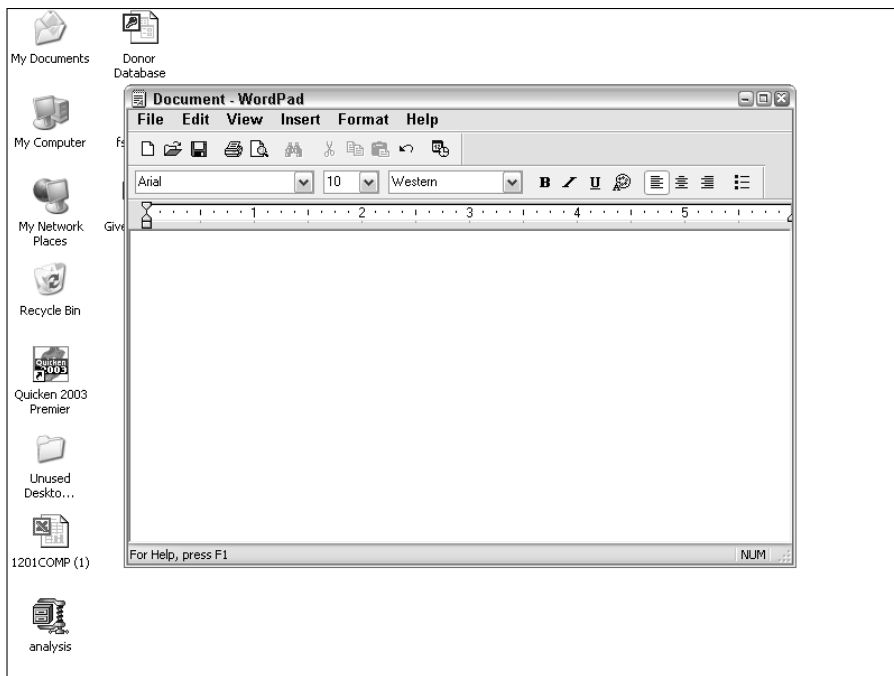 My Documents
Donor
Database
Document - WordPad
File Edit View Insert Format Help
My Computer
fs
Arial 10 Western B I U
My Network
Places
Give
1 2 3 4 5
Recycle Bin
Quicken
2003
Quicken 2003
Premier
Unused
Deskto...
1201COMP (1)
For Help, press F1 NUM
analysis